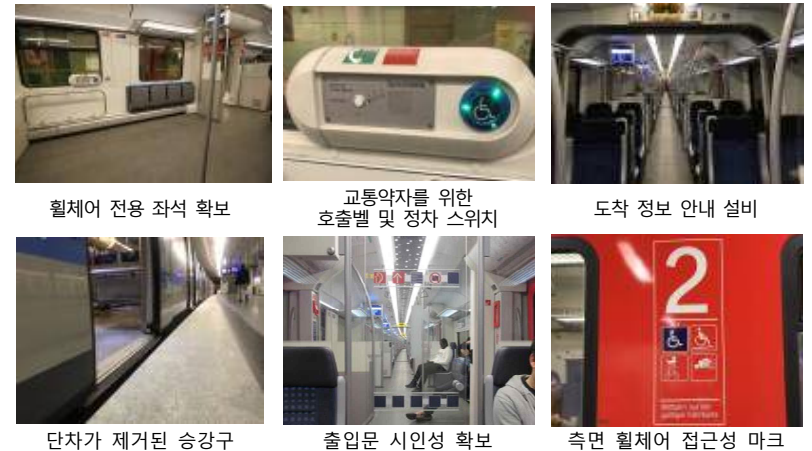 휠체어 전용 좌석 확보
교통약자를 위한
호출벨 및 정차 스위치
도착 정보 안내 설비
2
단차가 제거된 승강구
출입문 시인성 확보
측면 휠체어 접근성 마크